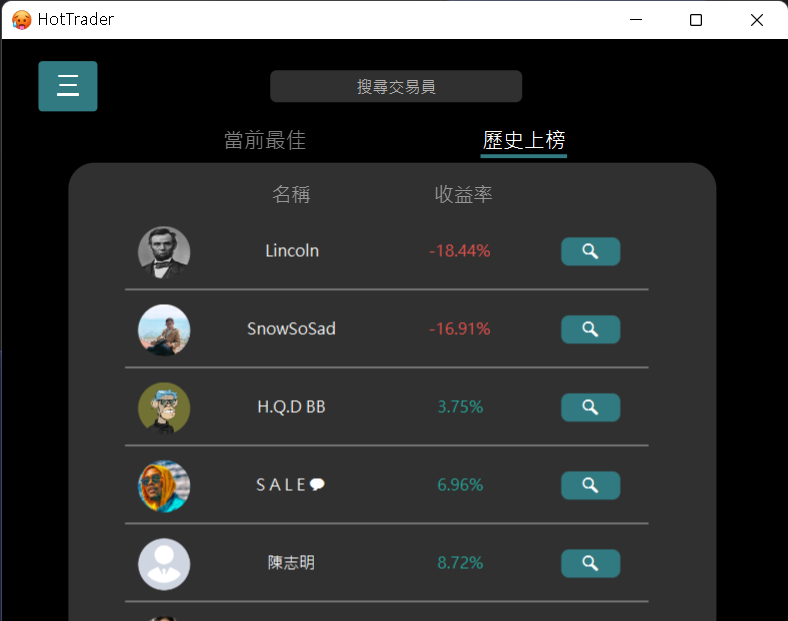 HotTrader
三
搜尋交易員
當前最佳 歷史上榜
名稱 收益率
Lincoln -18.44%
SnowSoSad -16.91%
H.Q.D BB 3.75%
S A L E 6.96%
陳志明 8.72%